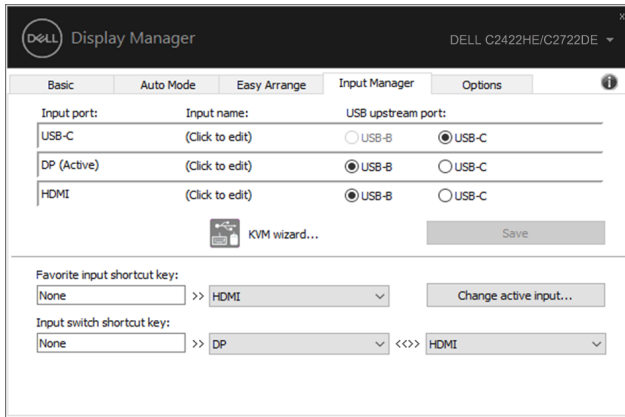 x
DELL Display Manager DELL C2422HE/C2722DE
Basic Auto Mode Easy Arrange Input Manager Options i
Input port: Input name: USB upstream port:
USB-C (Click to edit) USB-B USB-C
DP (Active) (Click to edit) USB-B USB-C
HDMI (Click to edit) USB-B USB-C
KVM wizard... Save
Favorite input shortcut key:
None >> HDMI Change active input...
Input switch shortcut key:
None >> DP <<>> HDMI